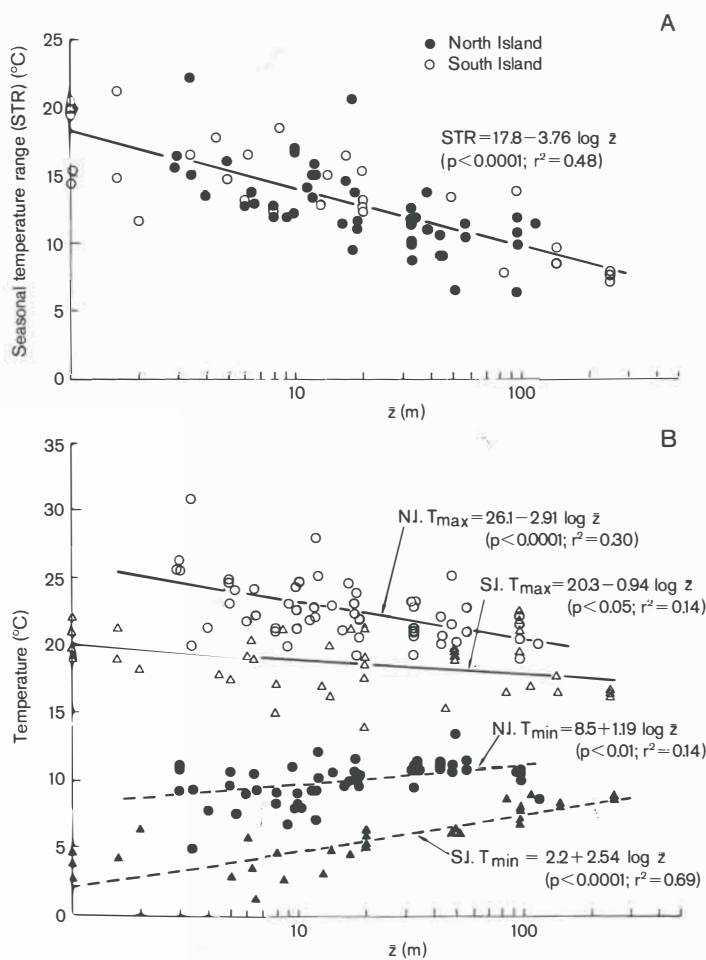 A
25
20
15
10
5
0
Seasonal temperature range (STR) (°C)
● North Island
○ South Island
STR=17.8−3.76 log z̄
(p<0.0001; r²=0.48)
10
100
z̄ (m)
B
35
30
25
20
15
10
5
0
Temperature (°C)
N.I. Tmax=26.1−2.91 log z̄
(p<0.0001; r²=0.30)
S.I. Tmax=20.3−0.94 log z̄
(p<0.05; r²=0.14)
N.I. Tmin=8.5+1.19 log z̄
(p<0.01; r²=0.14)
S.I. Tmin = 2.2+2.54 log z̄
(p<0.0001; r²=0.69)
10
100
z̄ (m)